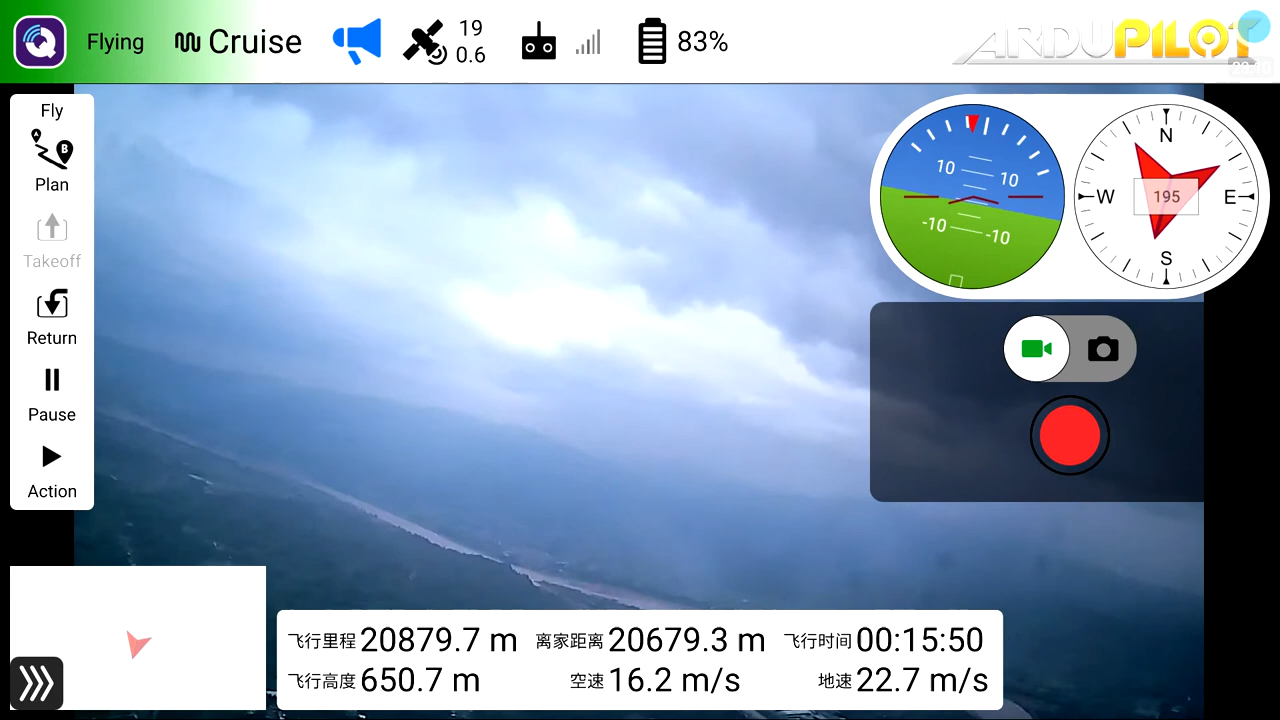 Flying
Cruise
19
0.6
83%
ARDUPILOT
Fly
Plan
Takeoff
Return
Pause
Action
10 10
-10 -10
N
W 195 E
S
飞行里程 20879.7 m 离家距离 20679.3 m 飞行时间 00:15:50
飞行高度 650.7 m 空速 16.2 m/s 地速 22.7 m/s